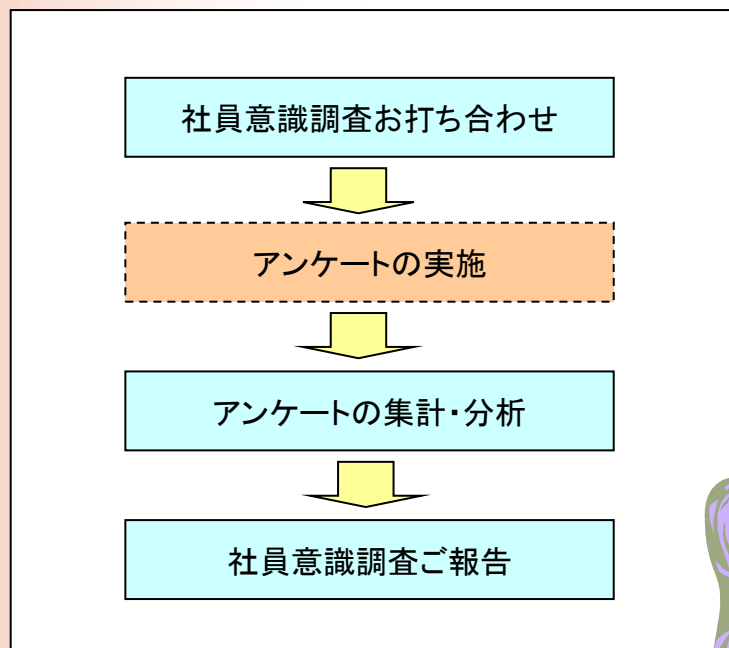 社員意識調査お打ち合わせ
アンケートの実施
アンケートの集計・分析
社員意識調査ご報告